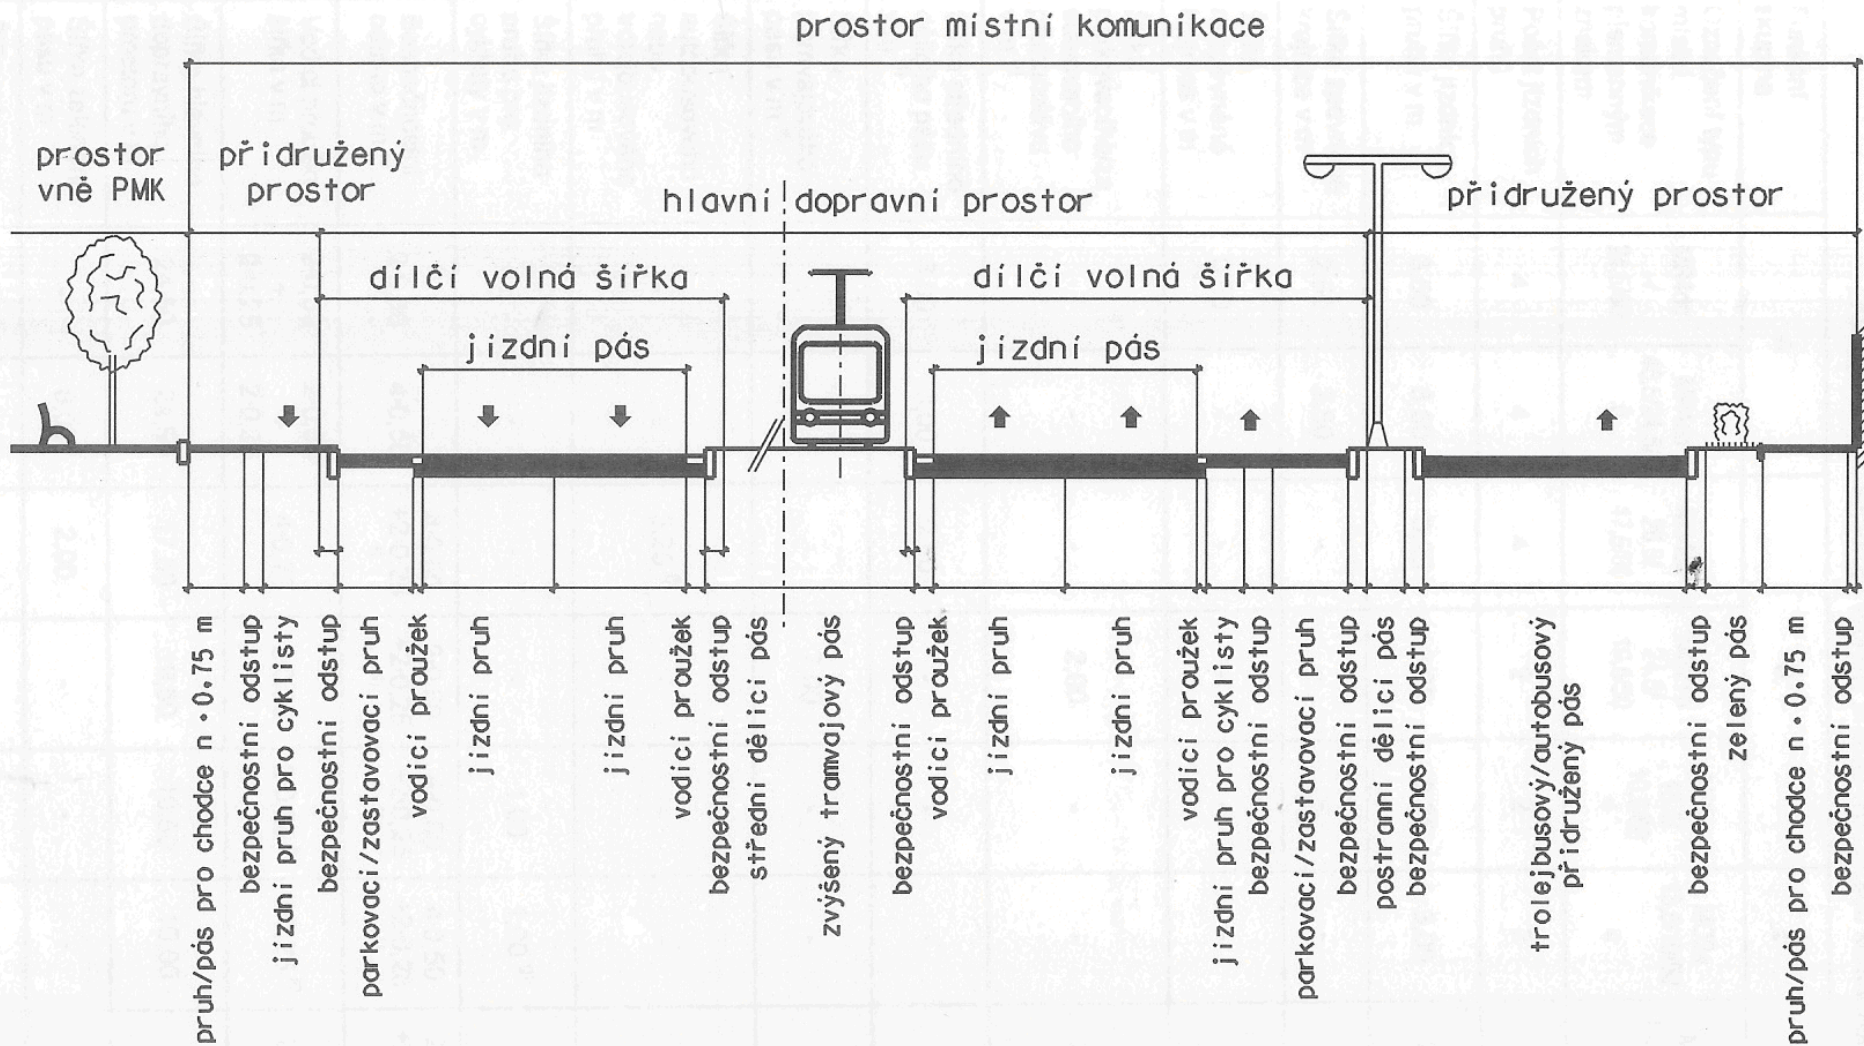 prostor místní komunikace
prostor
vně PMK
přidružený
prostor
hlavní dopravní prostor
přidružený prostor
dílčí volná šířka
dílčí volná šířka
jízdní pás
jízdní pás
pruh/pás pro chodce n·0.75 m
bezpečnostní odstup
jízdní pruh pro cyklisty
bezpečnostní odstup
parkovací/zastavovací pruh
vodicí proužek
jízdní pruh
jízdní pruh
vodicí proužek
bezpečnostní odstup
střední dělicí pás
zvýšený tramvajový pás
bezpečnostní odstup
vodicí proužek
jízdní pruh
jízdní pruh
vodicí proužek
jízdní pruh pro cyklisty
bezpečnostní odstup
parkovací/zastavovací pruh
bezpečnostní odstup
postranní dělicí pás
bezpečnostní odstup
trolejbusový/autobusový
přidružený pás
bezpečnostní odstup
zelený pás
pruh/pás pro chodce n·0.75 m
bezpečnostní odstup